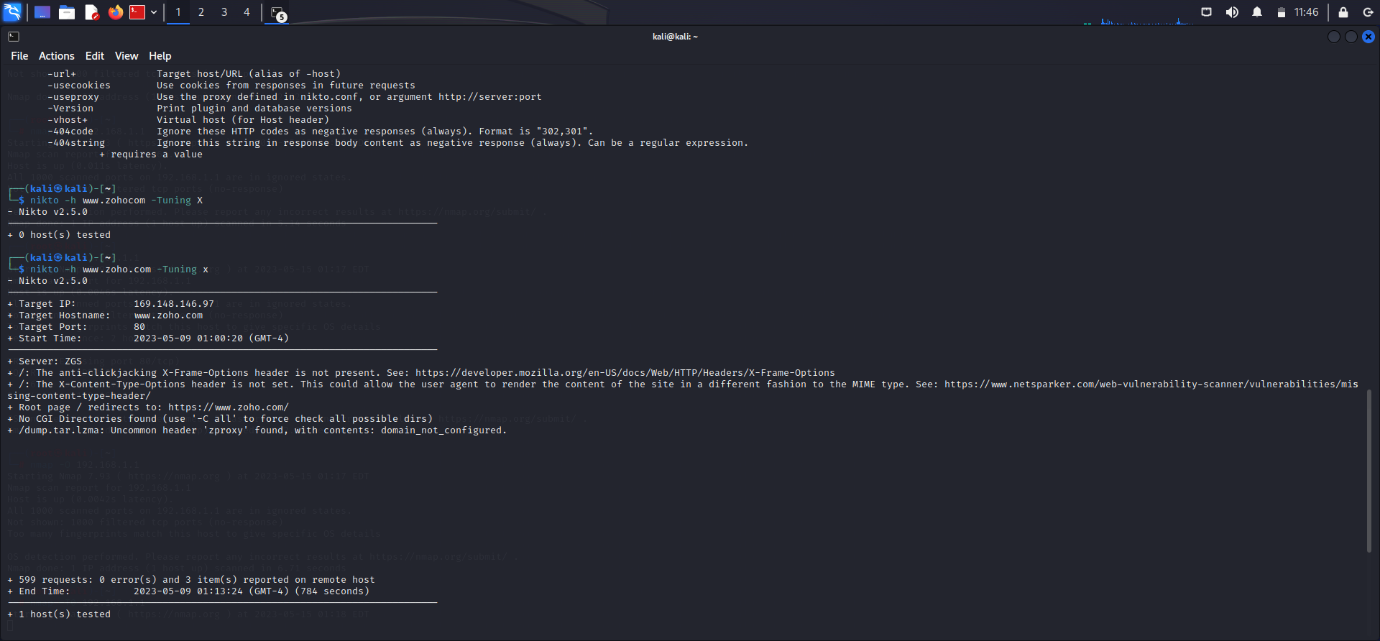 1 2 3 4 5 11:46
kali@kali: ~
File Actions Edit View Help
-url+ Target host/URL (alias of -host)
-usecookies Use cookies from responses in future requests
-useproxy Use the proxy defined in nikto.conf, or argument http://server:port
-Version Print plugin and database versions
-vhost+ Virtual host (for Host header)
-404code Ignore these HTTP codes as negative responses (always). Format is "302,301".
-404string Ignore this string in response body content as negative response (always). Can be a regular expression.
+ requires a value
┌──(kali㉿kali)-[~]
└─$ nikto -h www.zohocom -Tuning X
- Nikto v2.5.0
+ 0 host(s) tested
┌──(kali㉿kali)-[~]
└─$ nikto -h www.zoho.com -Tuning x
- Nikto v2.5.0
+ Target IP: 169.148.146.97
+ Target Hostname: www.zoho.com
+ Target Port: 80
+ Start Time: 2023-05-09 01:00:20 (GMT-4)
+ Server: ZGS
+ /: The anti-clickjacking X-Frame-Options header is not present. See: https://developer.mozilla.org/en-US/docs/Web/HTTP/Headers/X-Frame-Options
+ /: The X-Content-Type-Options header is not set. This could allow the user agent to render the content of the site in a different fashion to the MIME type. See: https://www.netsparker.com/web-vulnerability-scanner/vulnerabilities/mis
sing-content-type-header/
+ Root page / redirects to: https://www.zoho.com/
+ No CGI Directories found (use '-C all' to force check all possible dirs)
+ /dump.tar.lzma: Uncommon header 'zproxy' found, with contents: domain_not_configured.
+ 599 requests: 0 error(s) and 3 item(s) reported on remote host
+ End Time: 2023-05-09 01:13:24 (GMT-4) (784 seconds)
+ 1 host(s) tested